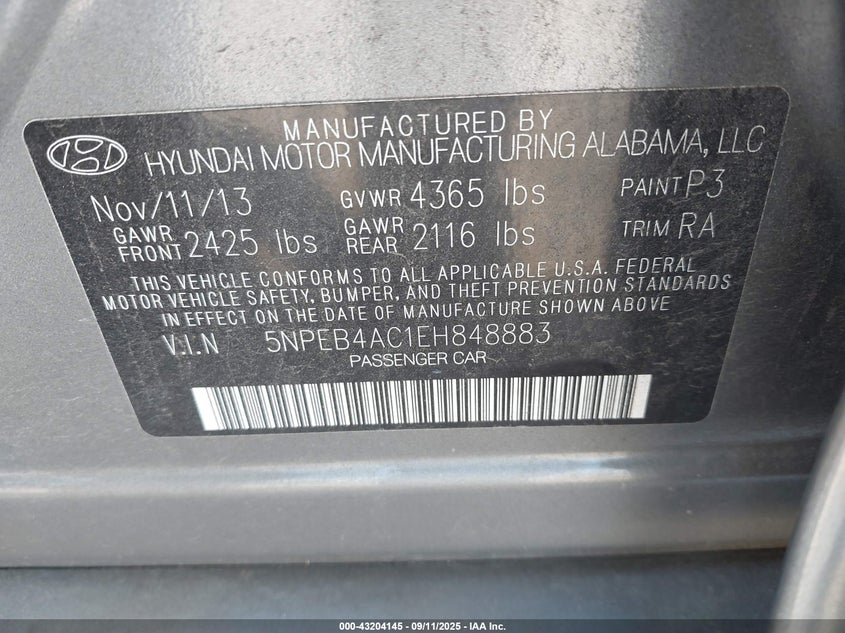 MANUFACTURED BY
HYUNDAI MOTOR MANUFACTURING ALABAMA, LLC
Nov/11/13 GVWR 4365 lbs PAINT P3
GAWR FRONT 2425 lbs GAWR REAR 2116 lbs TRIM RA
THIS VEHICLE CONFORMS TO ALL APPLICABLE U.S.A. FEDERAL
MOTOR VEHICLE SAFETY, BUMPER, AND THEFT PREVENTION STANDARDS
IN EFFECT ON THE DATE OF MANUFACTURE SHOWN ABOVE
V.I.N 5NPEB4AC1EH848883
PASSENGER CAR
000-43204145 - 09/11/2025 - IAA Inc.